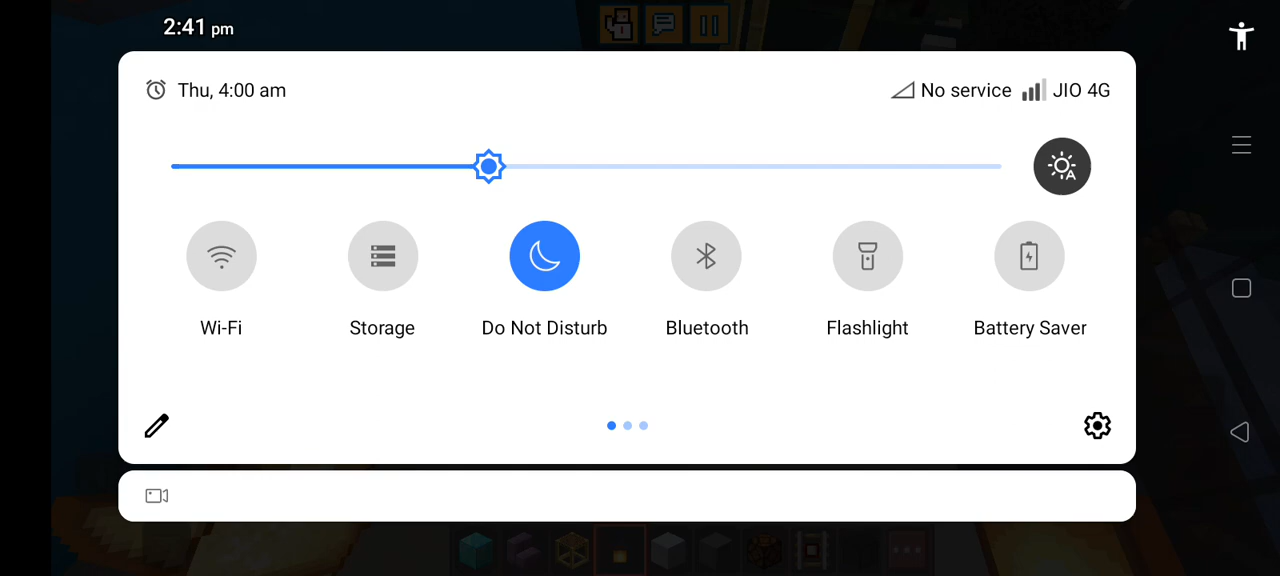 2:41 pm
Thu, 4:00 am No service JIO 4G
A
Wi-Fi Storage Do Not Disturb Bluetooth Flashlight Battery Saver